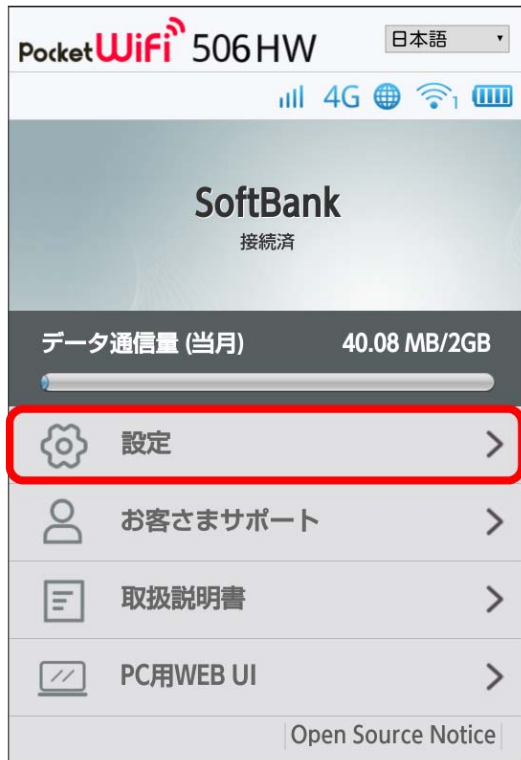 Pocket WiFi 506HW
日本語
4G
1
SoftBank
接続済
データ通信量 (当月) 40.08 MB/2GB
設定
お客さまサポート
取扱説明書
PC用WEB UI
Open Source Notice